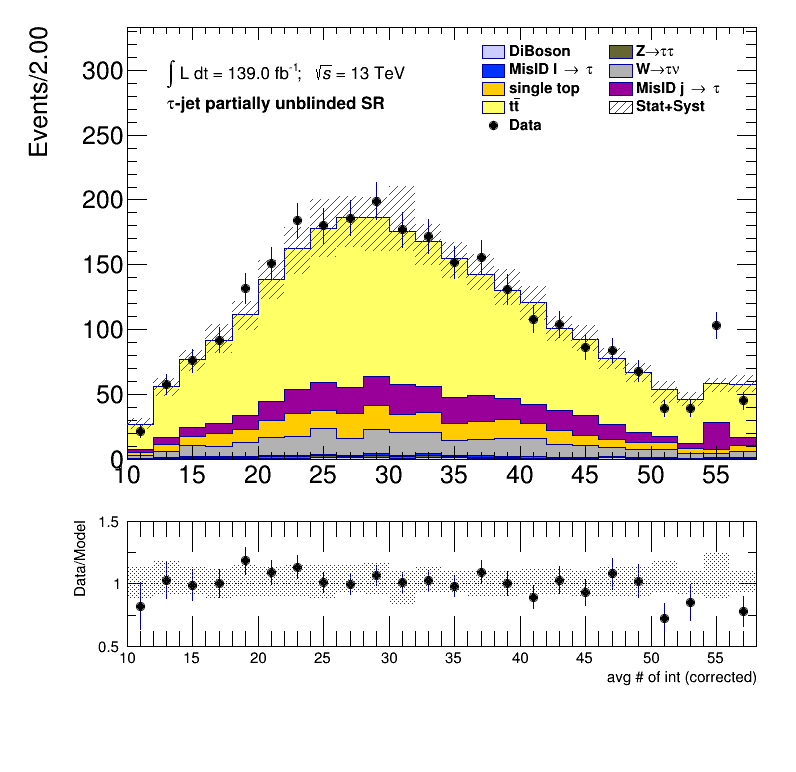 Events/2.00
∫ L dt = 139.0 fb⁻¹; √s = 13 TeV
τ-jet partially unblinded SR
DiBoson
MisID l → τ
single top
tt̄
Data
Z→ττ
W→τν
MisID j → τ
Stat+Syst
300
250
200
150
100
50
0
10 15 20 25 30 35 40 45 50 55
Data/Model
1.5
1
0.5
10 15 20 25 30 35 40 45 50 55
avg # of int (corrected)